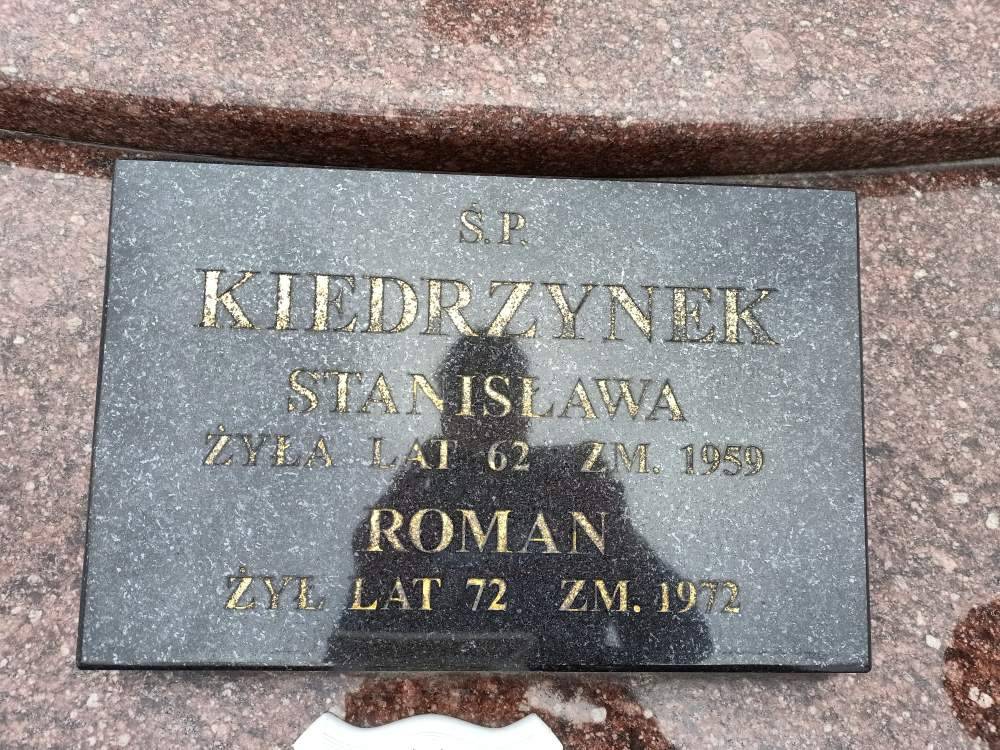 Ś.P.
KIEDRZYNEK
STANISŁAWA
ŻYŁA LAT 62 ZM. 1959
ROMAN
ŻYŁ LAT 72 ZM. 1972